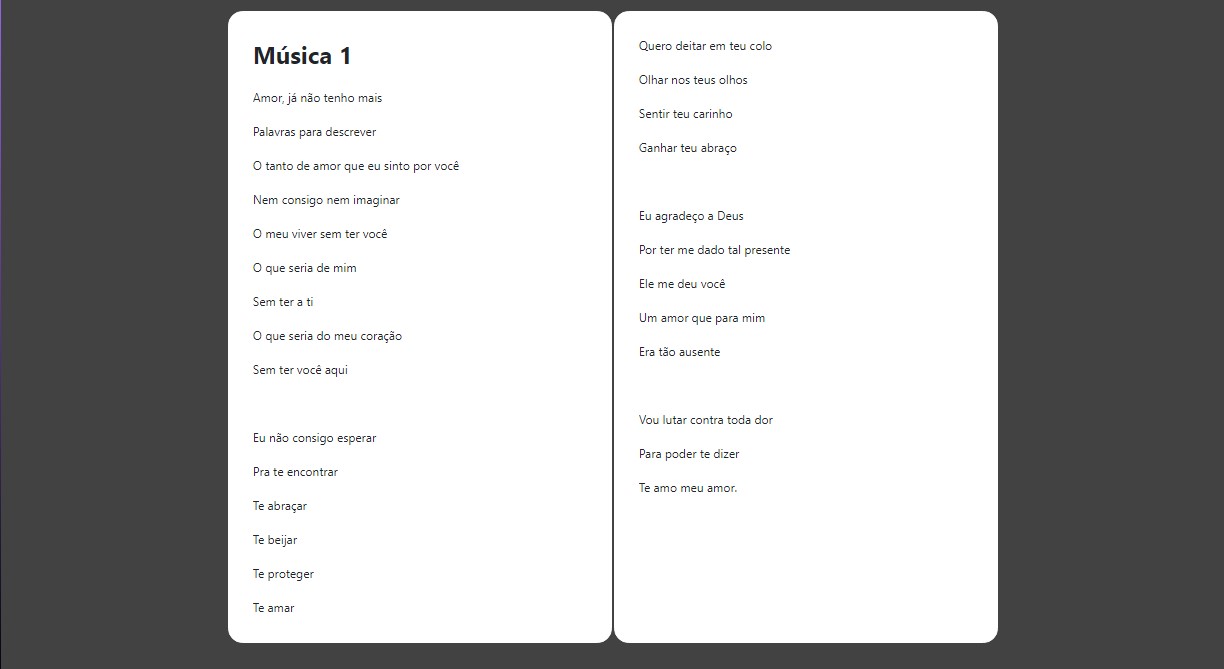 Música 1
Amor, já não tenho mais
Palavras para descrever
O tanto de amor que eu sinto por você
Nem consigo nem imaginar
O meu viver sem ter você
O que seria de mim
Sem ter a ti
O que seria do meu coração
Sem ter você aqui
Eu não consigo esperar
Pra te encontrar
Te abraçar
Te beijar
Te proteger
Te amar
Quero deitar em teu colo
Olhar nos teus olhos
Sentir teu carinho
Ganhar teu abraço
Eu agradeço a Deus
Por ter me dado tal presente
Ele me deu você
Um amor que para mim
Era tão ausente
Vou lutar contra toda dor
Para poder te dizer
Te amo meu amor.